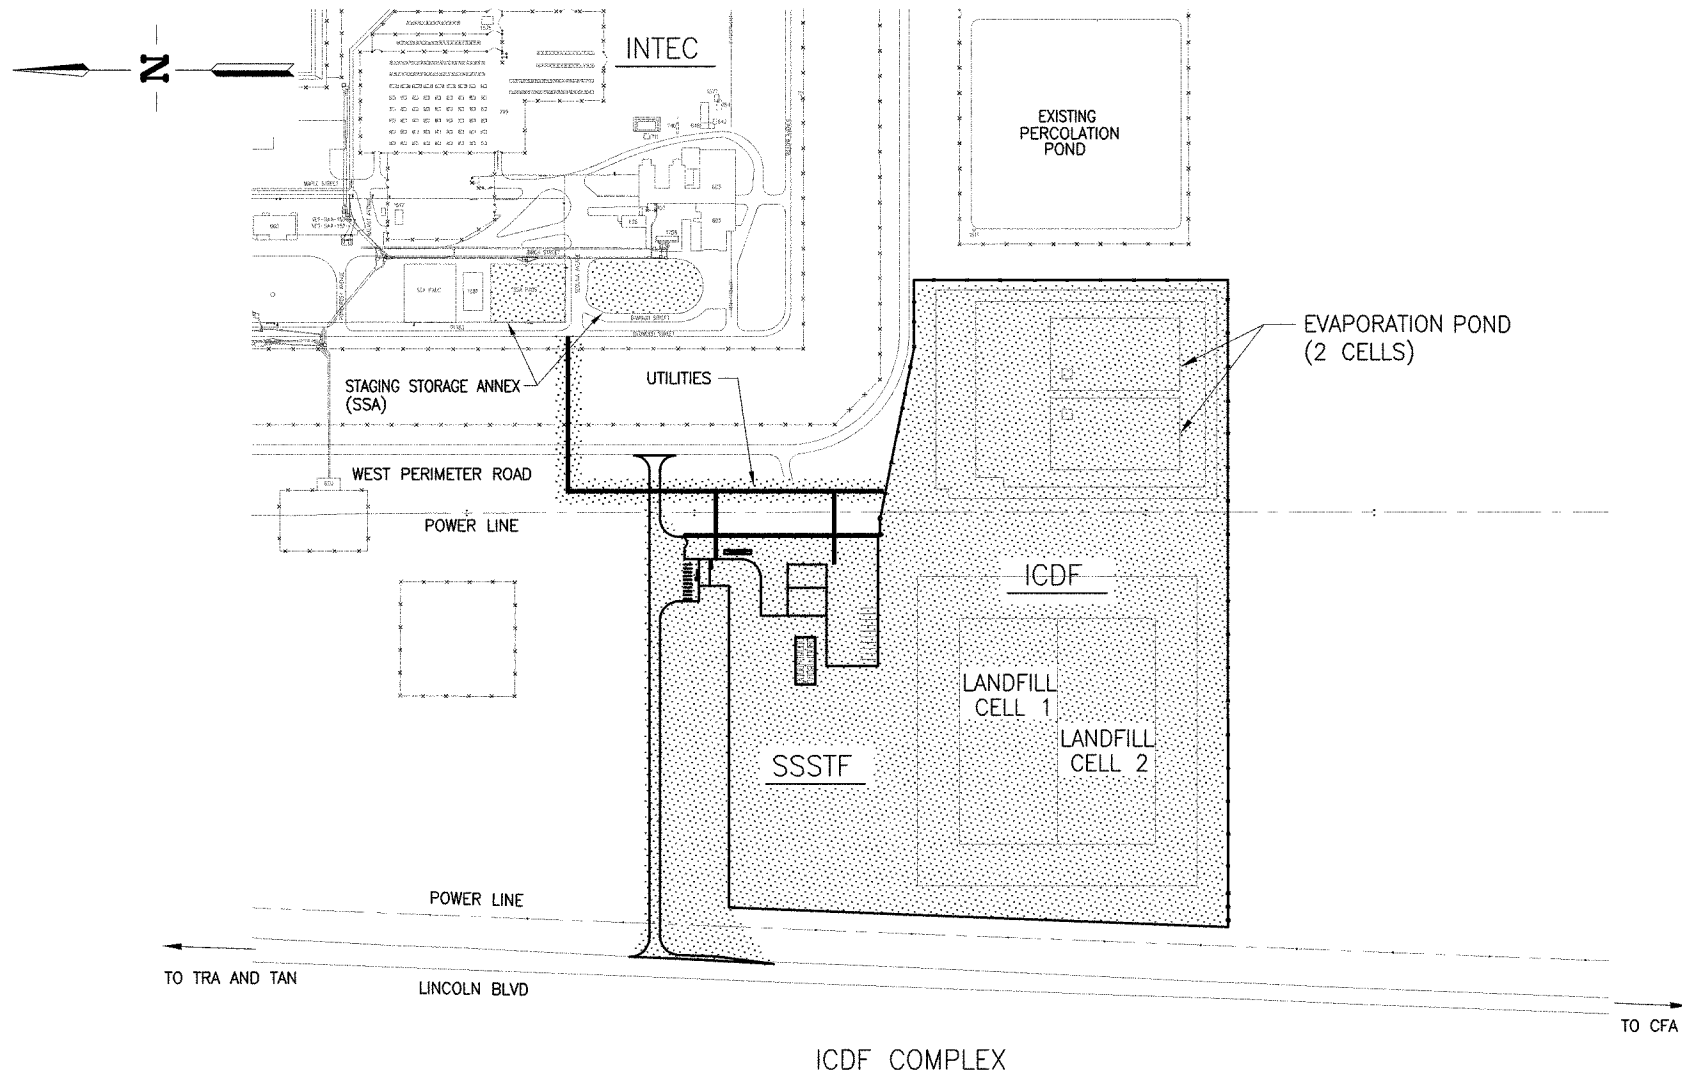 N
INTEC
EXISTING
PERCOLATION
POND
MAPLE STREET
EVAPORATION POND
(2 CELLS)
STAGING STORAGE ANNEX
(SSA)
UTILITIES
WEST PERIMETER ROAD
POWER LINE
ICDF
LANDFILL
CELL 1
LANDFILL
CELL 2
SSSTF
POWER LINE
TO TRA AND TAN
LINCOLN BLVD
TO CFA
ICDF COMPLEX